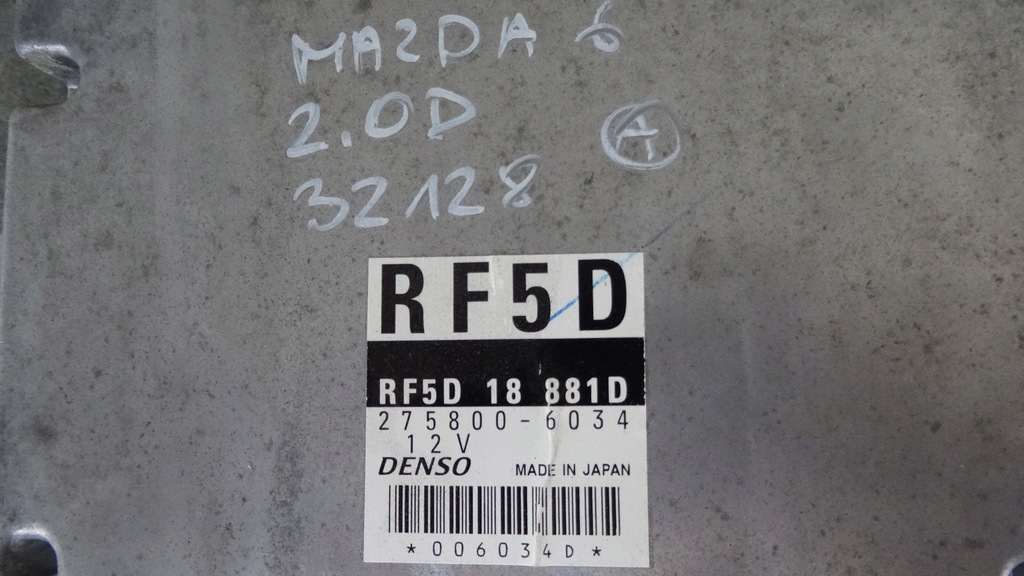 MAZDA 6
2.0D
A
32128
RF5D
RF5D 18 881D
275800-6034
12V
DENSO MADE IN JAPAN
*006034D*